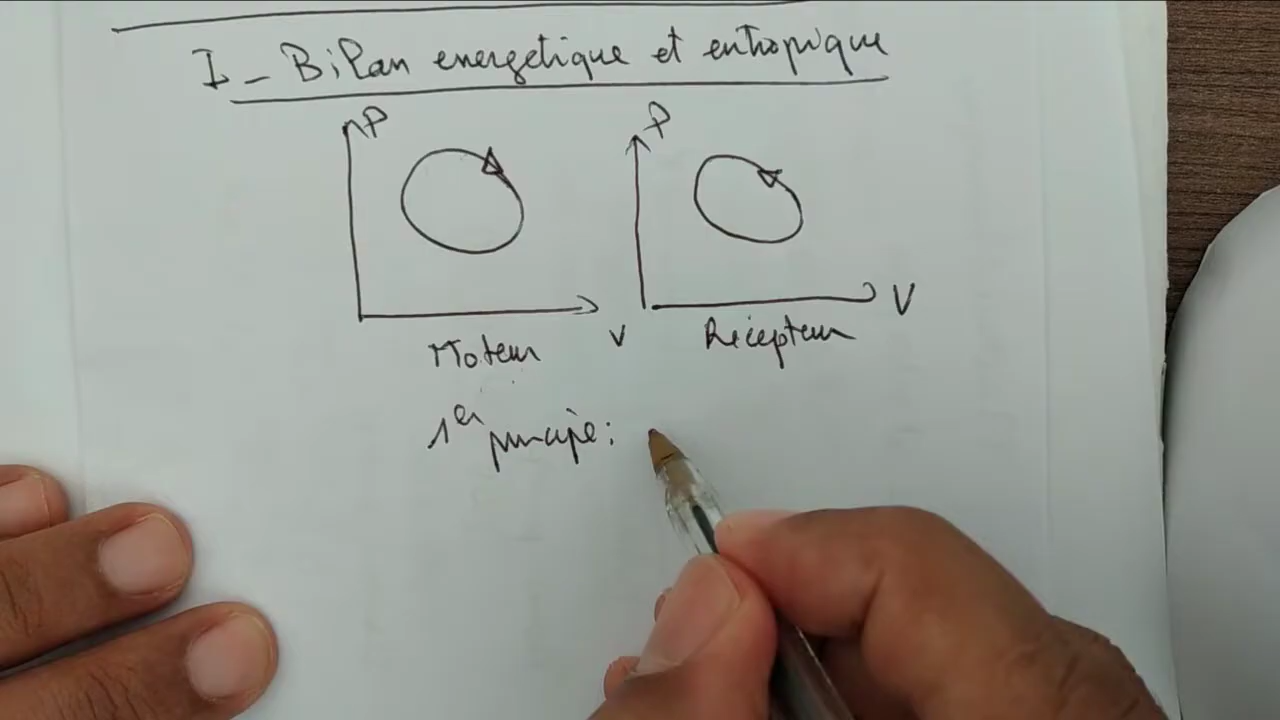 I - Bilan energetique et entropique
P
P
V
V
Moteur
Récepteur
1er principe: